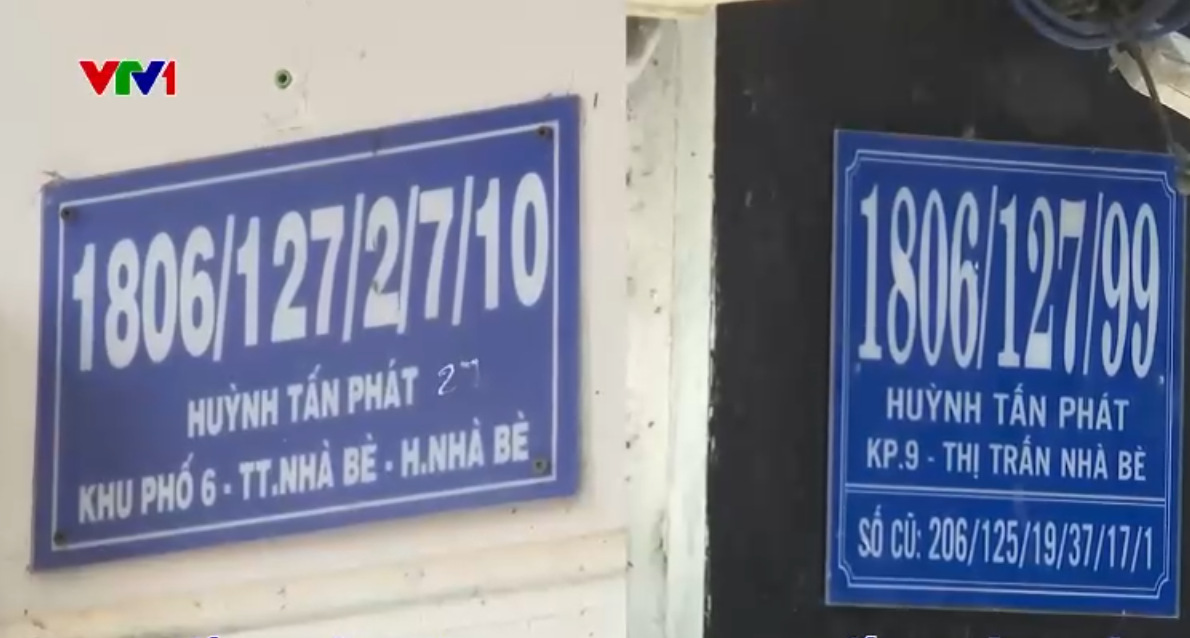 VTV1
1806/127/2/7/10
HUỲNH TẤN PHÁT 27
KHU PHỐ 6 - TT.NHÀ BÈ - H.NHÀ BÈ
1806/127/99
HUỲNH TẤN PHÁT
KP.9 - THỊ TRẤN NHÀ BÈ
SỐ CŨ: 206/125/19/37/17/1